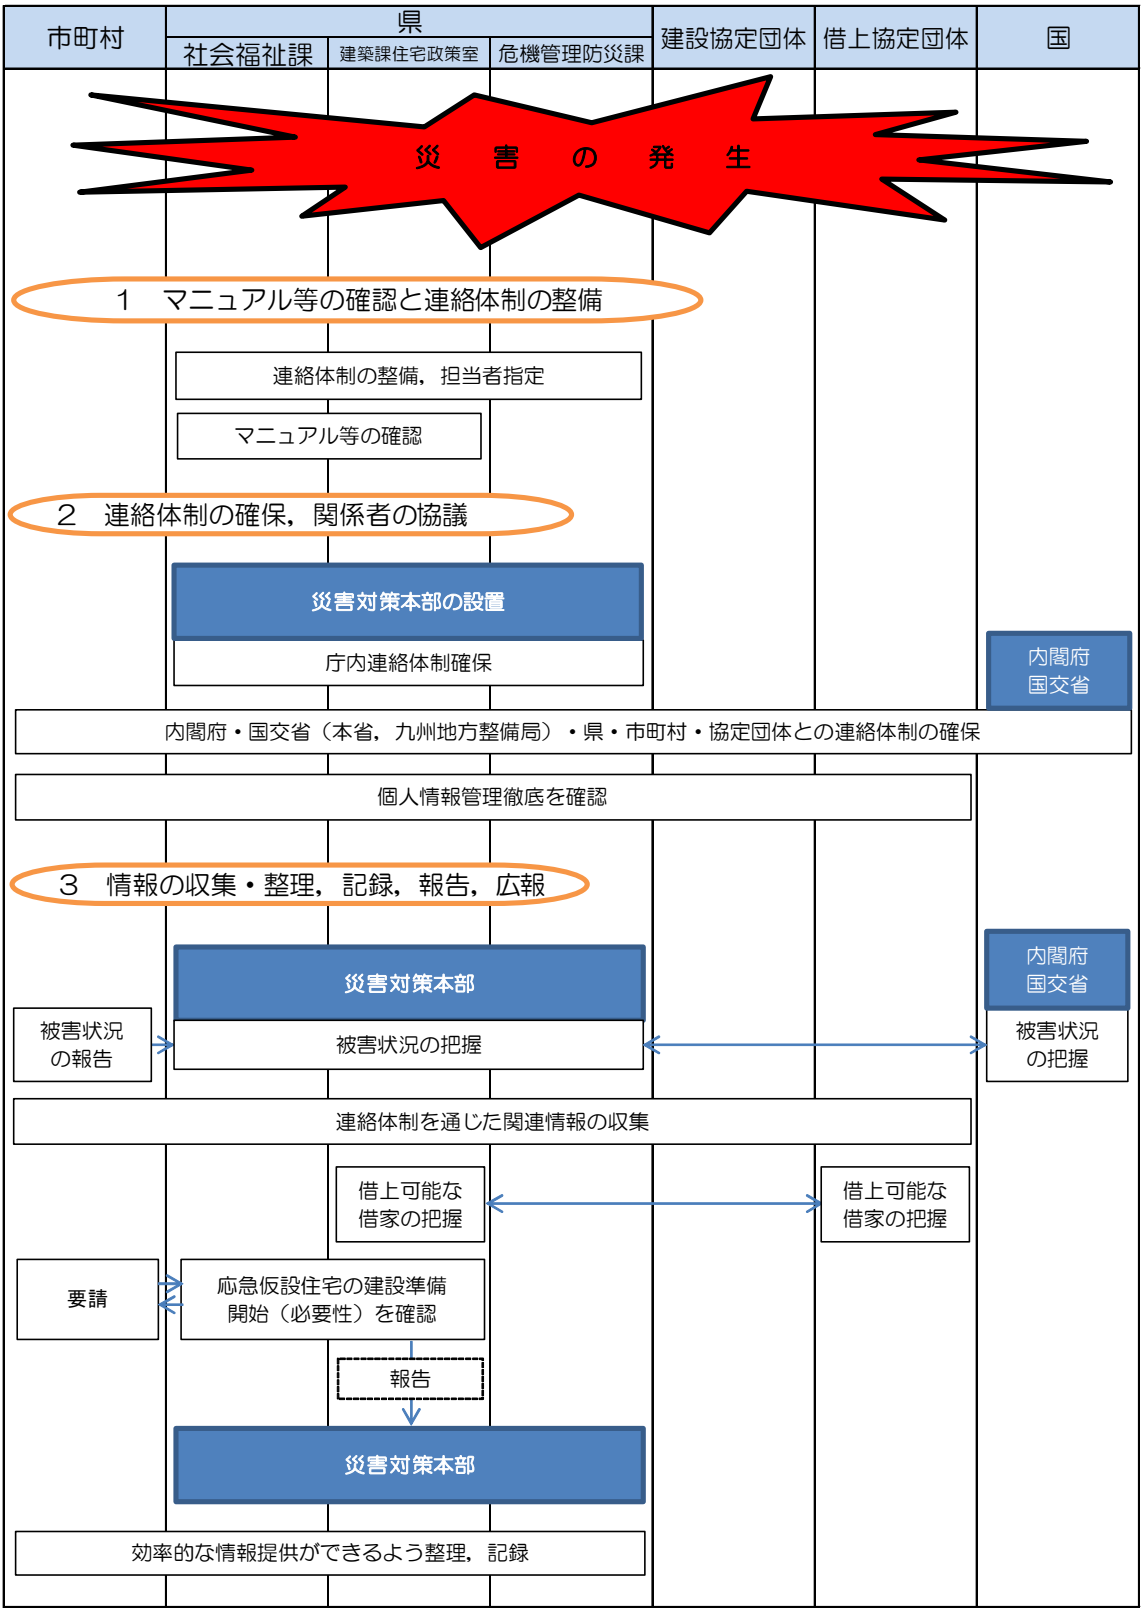 市町村
県
社会福祉課
建築課住宅政策室
危機管理防災課
建設協定団体
借上協定団体
国
災害の発生
1　マニュアル等の確認と連絡体制の整備
連絡体制の整備，担当者指定
マニュアル等の確認
2　連絡体制の確保，関係者の協議
災害対策本部の設置
庁内連絡体制確保
内閣府
国交省
内閣府・国交省（本省，九州地方整備局）・県・市町村・協定団体との連絡体制の確保
個人情報管理徹底を確認
3　情報の収集・整理，記録，報告，広報
災害対策本部
内閣府
国交省
被害状況
の報告
被害状況の把握
被害状況
の把握
連絡体制を通じた関連情報の収集
借上可能な
借家の把握
借上可能な
借家の把握
要請
応急仮設住宅の建設準備
開始（必要性）を確認
報告
災害対策本部
効率的な情報提供ができるよう整理，記録